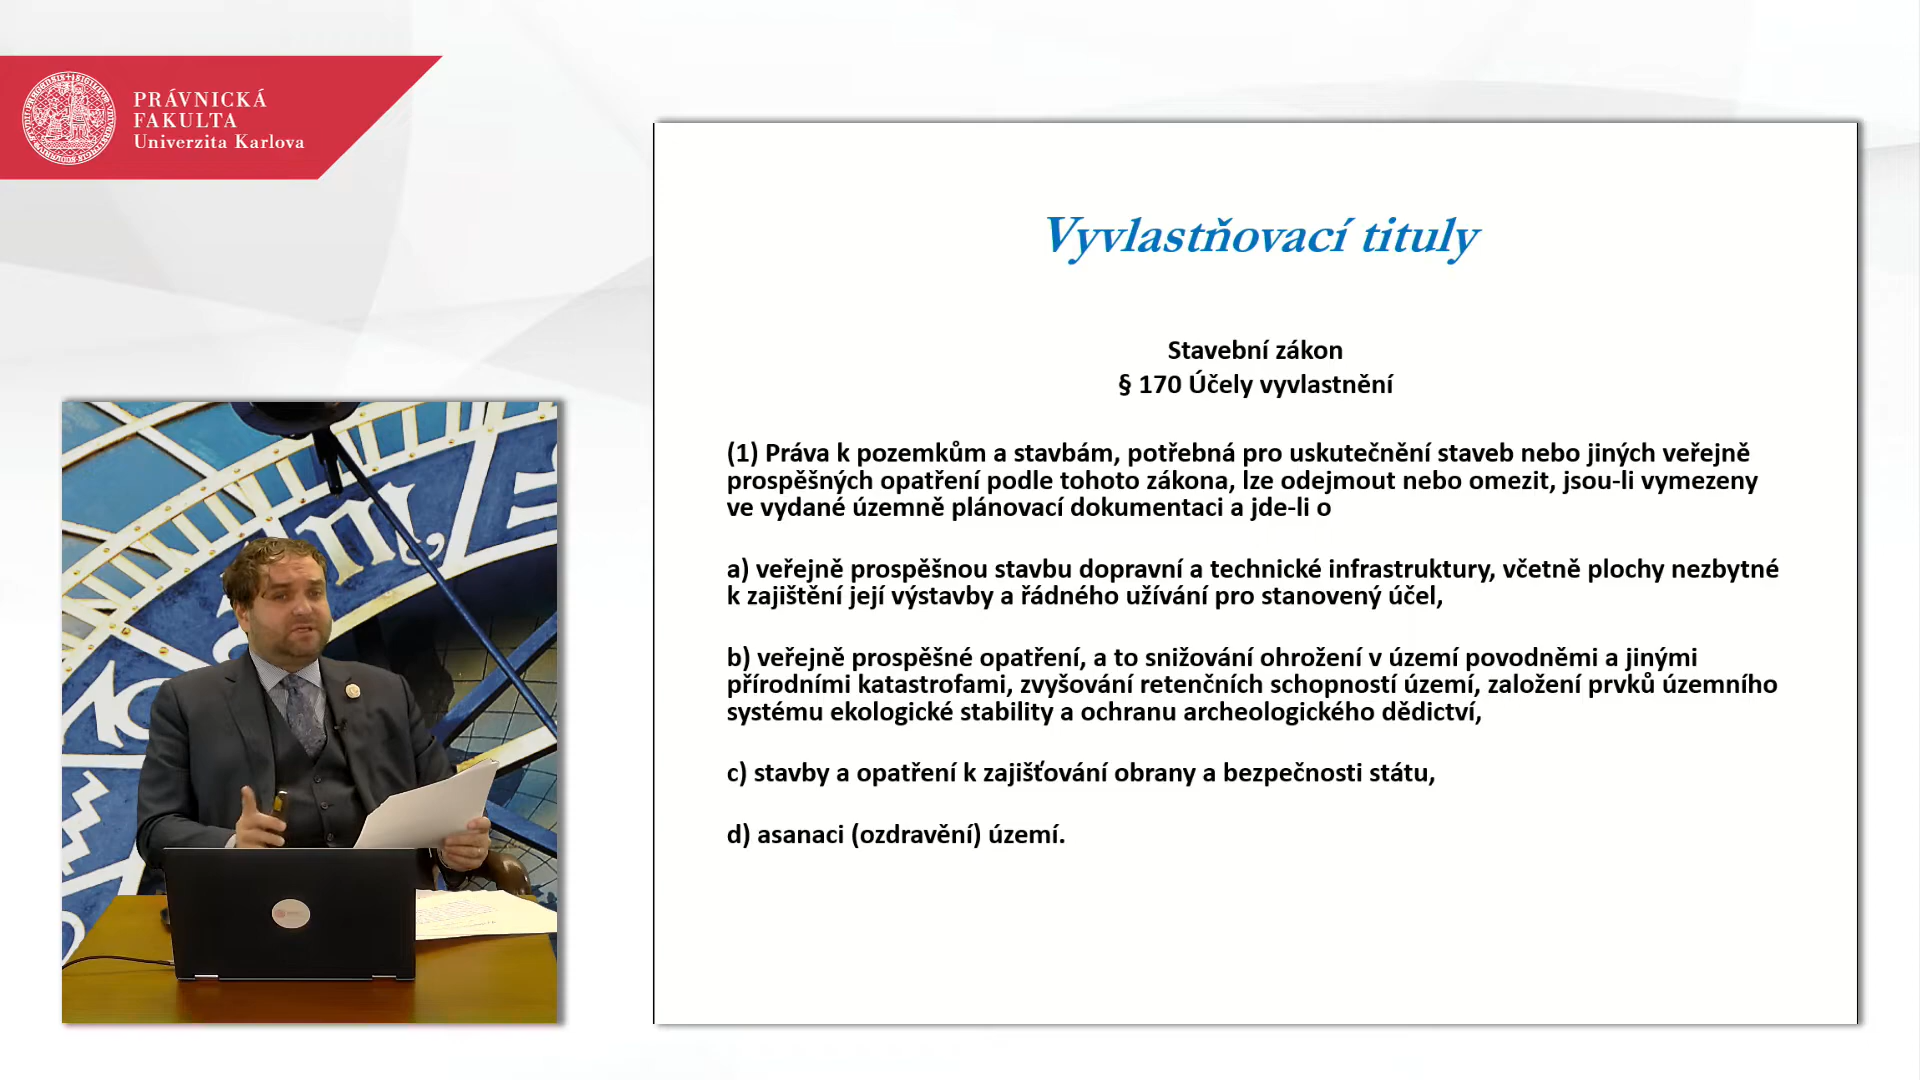 PRÁVNICKÁ
FAKULTA
Univerzita Karlova
Vyvlastňovací tituly
Stavební zákon
§ 170 Účely vyvlastnění
(1) Práva k pozemkům a stavbám, potřebná pro uskutečnění staveb nebo jiných veřejně
prospěšných opatření podle tohoto zákona, lze odejmout nebo omezit, jsou-li vymezeny
ve vydané územně plánovací dokumentaci a jde-li o
a) veřejně prospěšnou stavbu dopravní a technické infrastruktury, včetně plochy nezbytné
k zajištění její výstavby a řádného užívání pro stanovený účel,
b) veřejně prospěšné opatření, a to snižování ohrožení v území povodněmi a jinými
přírodními katastrofami, zvyšování retenčních schopností území, založení prvků územního
systému ekologické stability a ochranu archeologického dědictví,
c) stavby a opatření k zajišťování obrany a bezpečnosti státu,
d) asanaci (ozdravění) území.